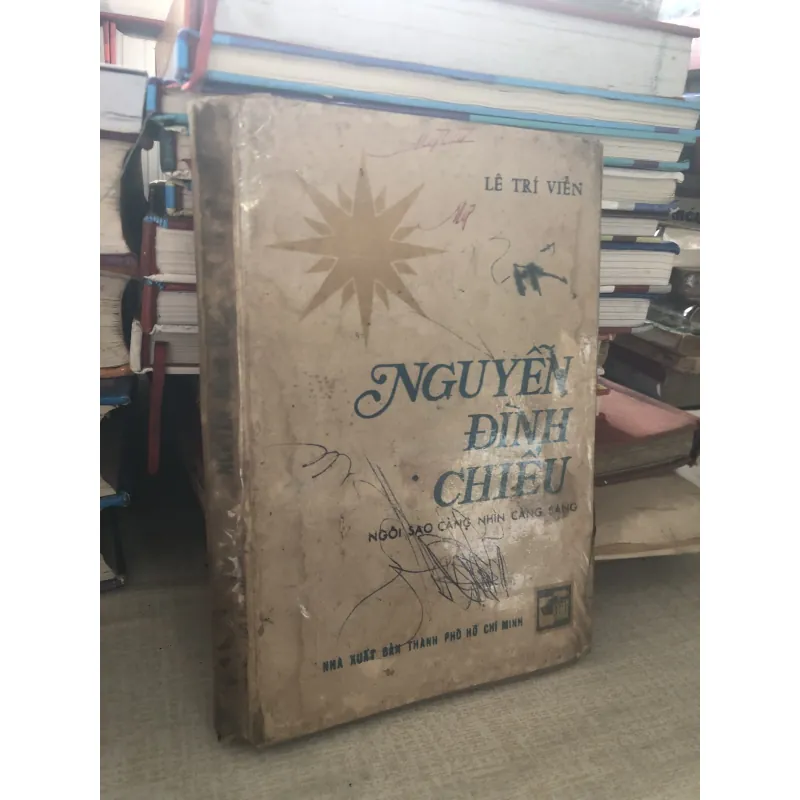 LÊ TRÍ VIỄN
NGUYỄN
ĐÌNH
CHIỂU
NGÔI SAO CÀNG NHÌN CÀNG SÁNG
NHÀ XUẤT BẢN THÀNH PHỐ HỒ CHÍ MINH